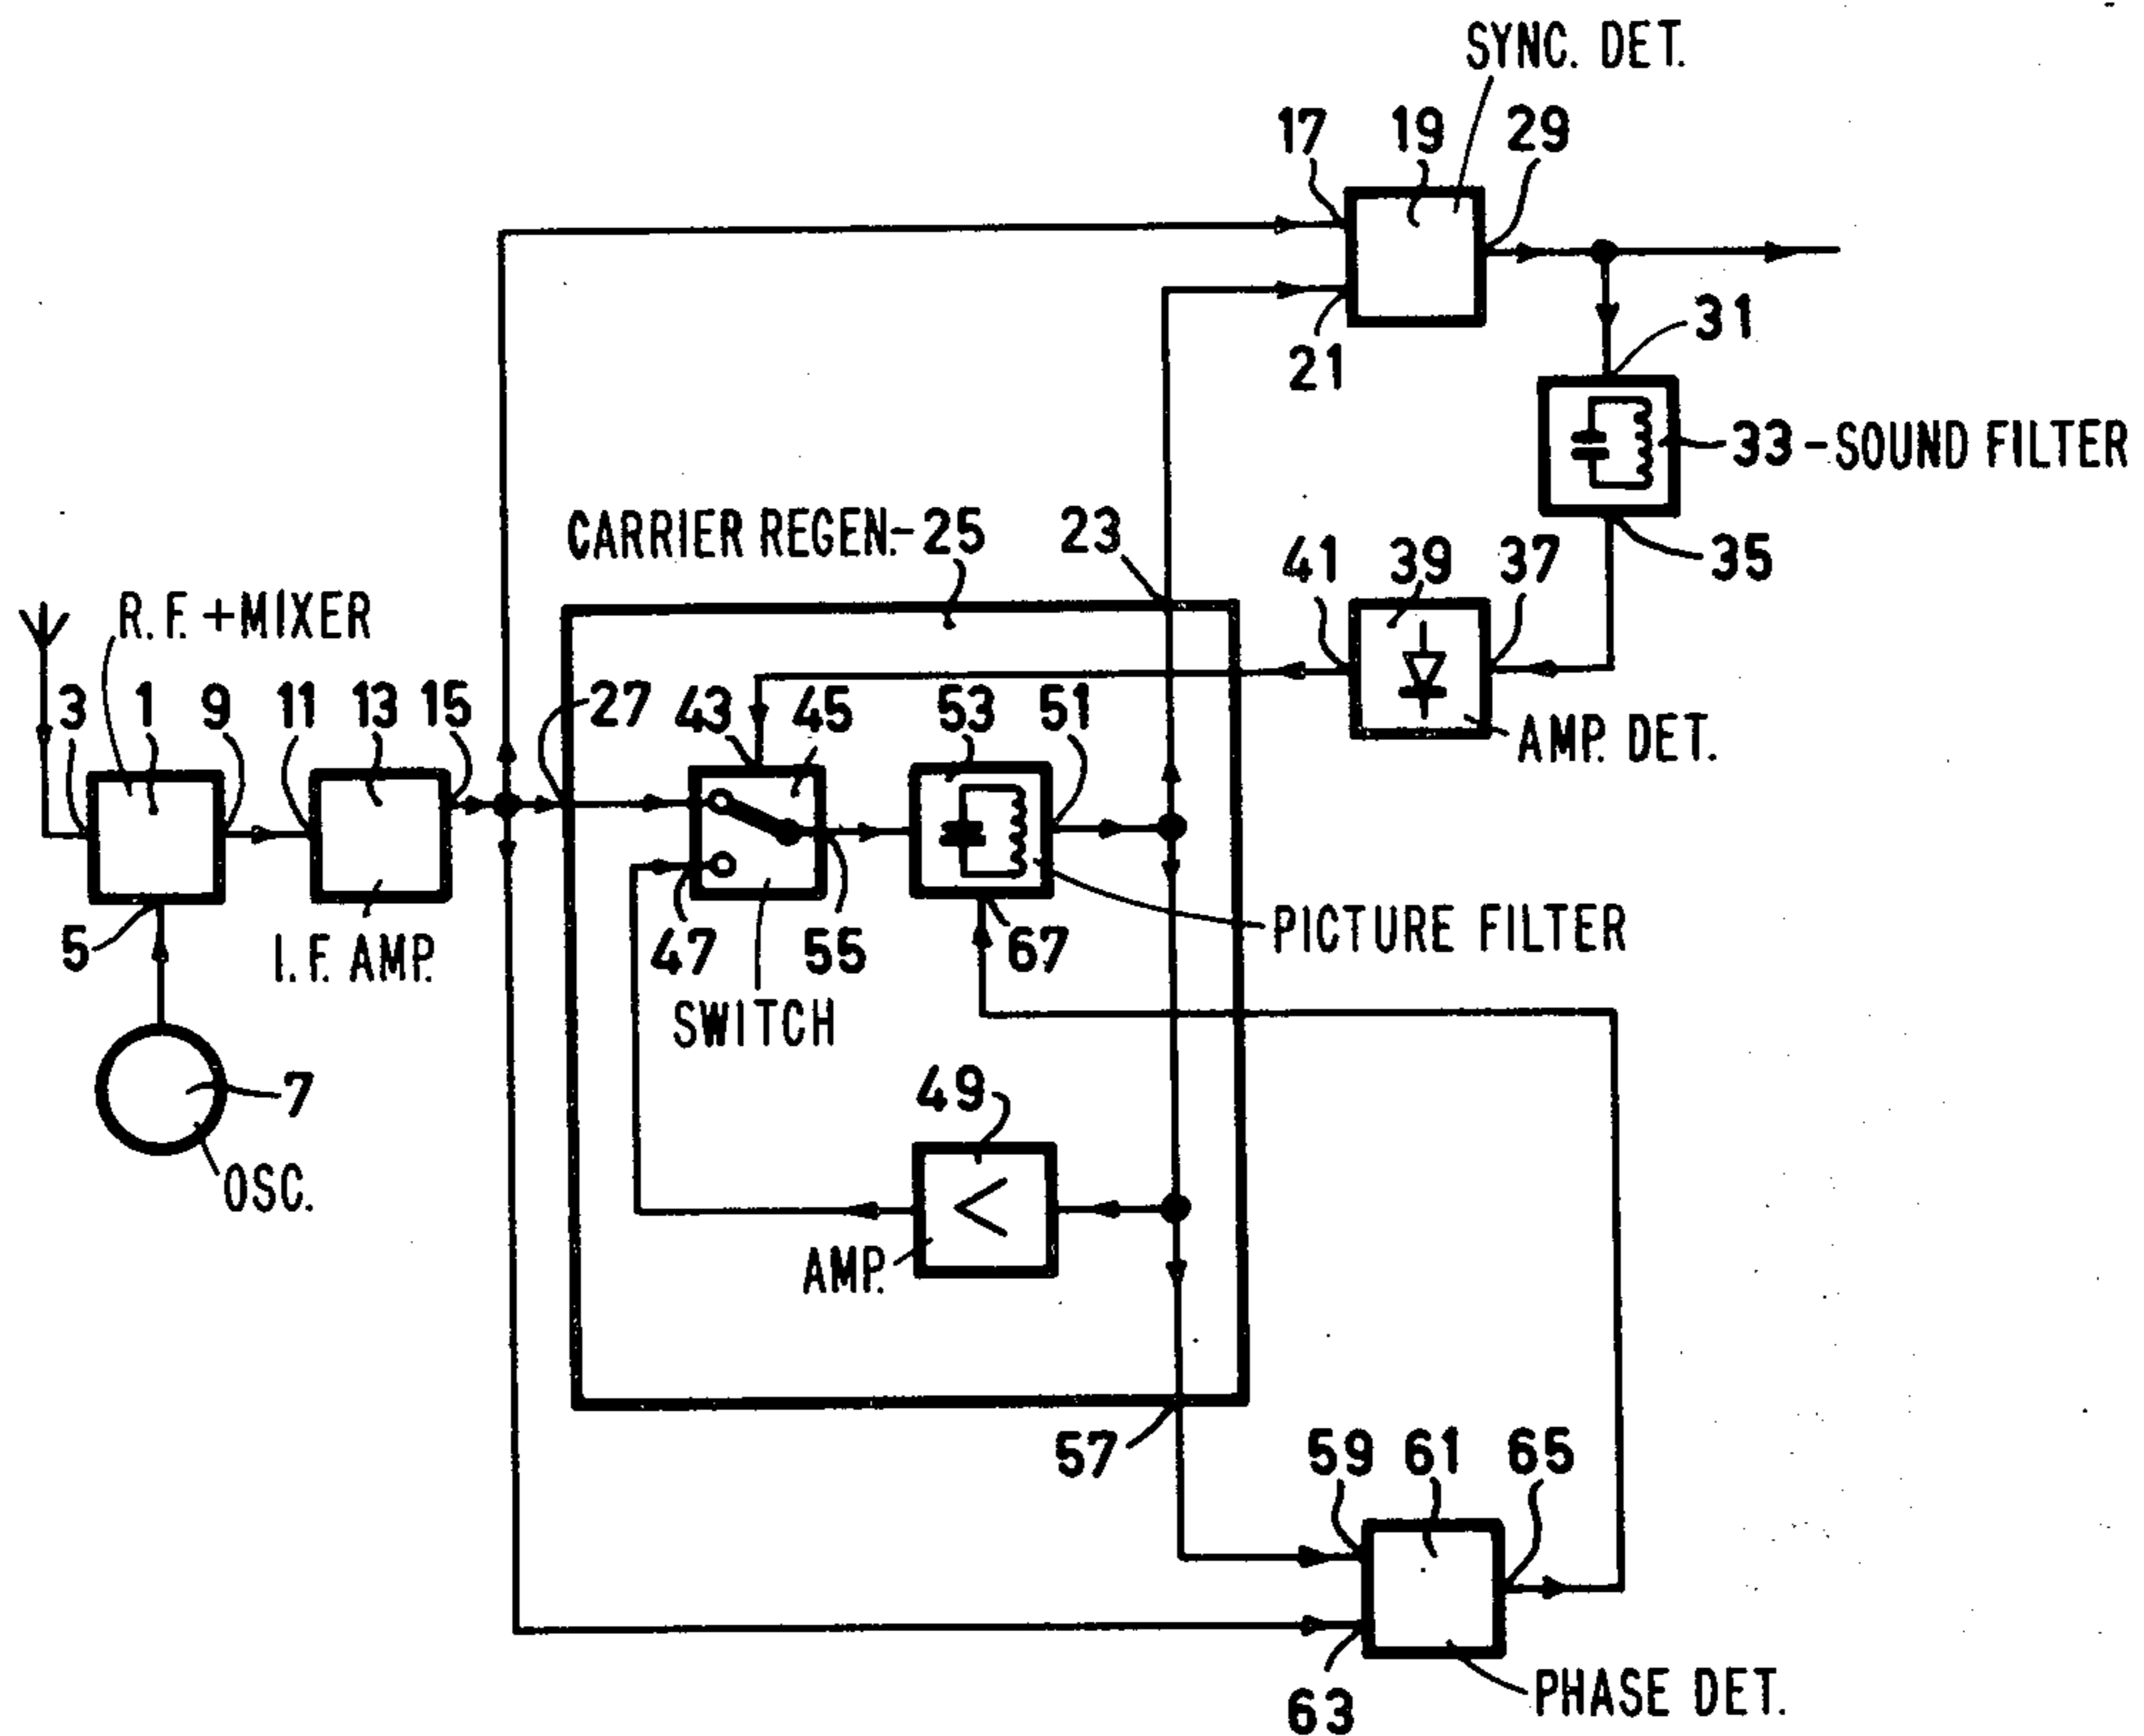 SYNC. DET.
17 19 29
31
21
33-SOUND FILTER
CARRIER REGEN.-25 23
35
41 39 37
R.F. +MIXER
AMP. DET.
3 1 9 11 13 15 27 43 45 53 51
5 I.F. AMP. 47 55 67 PICTURE FILTER
SWITCH
7
49
OSC.
AMP.
57 59 61 65
63
PHASE DET.